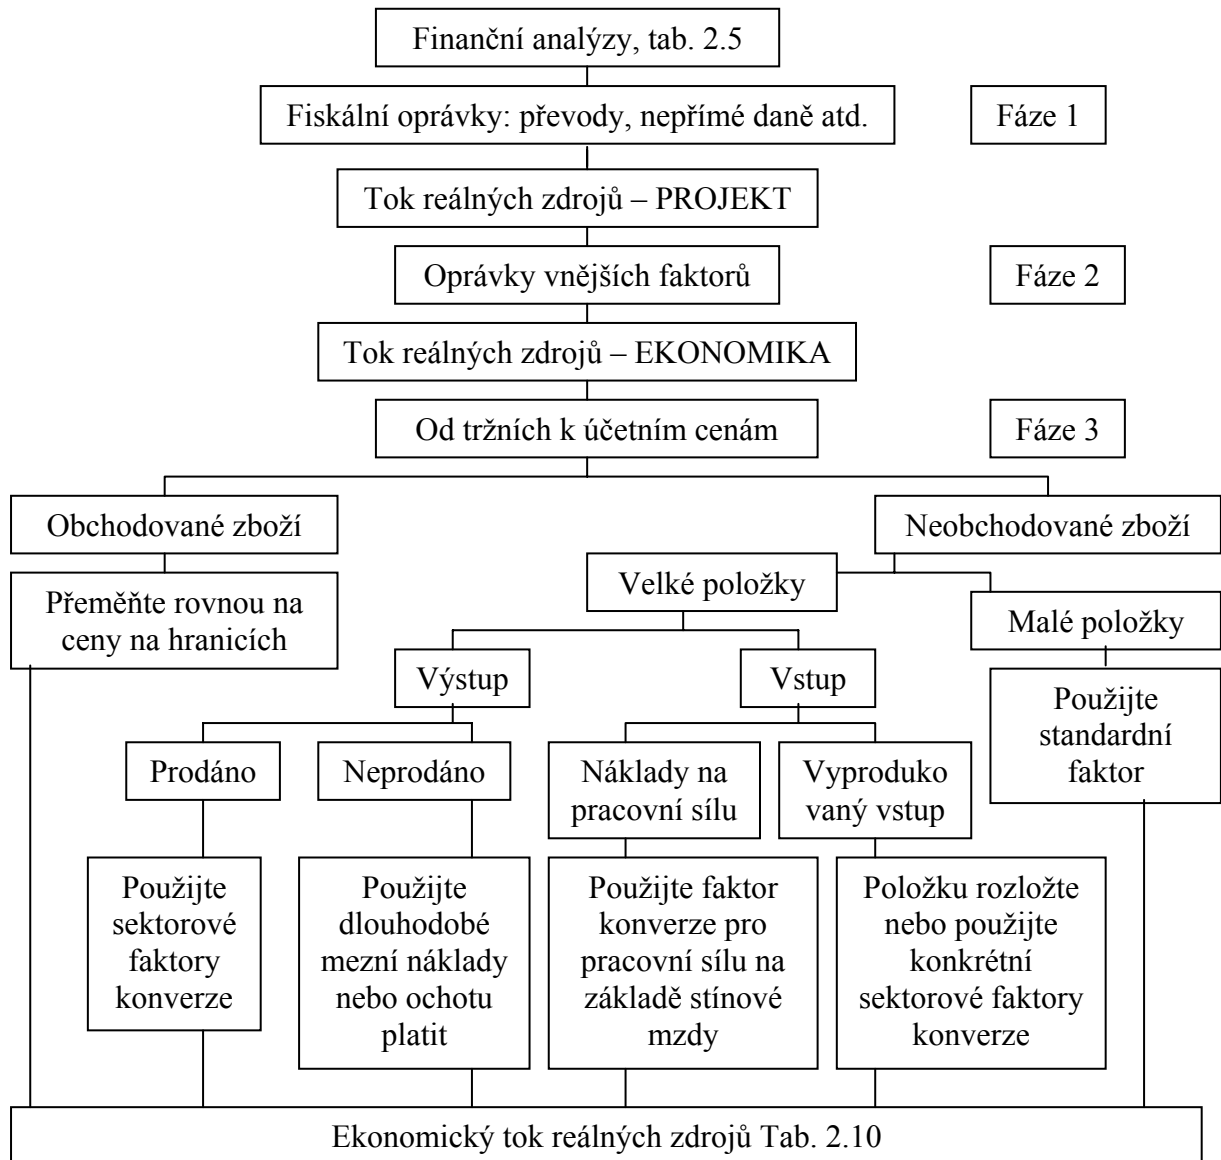 Finanční analýzy, tab. 2.5
Fiskální oprávky: převody, nepřímé daně atd.
Fáze 1
Tok reálných zdrojů – PROJEKT
Oprávky vnějších faktorů
Fáze 2
Tok reálných zdrojů – EKONOMIKA
Od tržních k účetním cenám
Fáze 3
Obchodované zboží
Neobchodované zboží
Přeměňte rovnou na
ceny na hranicích
Velké položky
Malé položky
Výstup
Vstup
Použijte
standardní
faktor
Prodáno
Neprodáno
Náklady na
pracovní sílu
Vyproduko
vaný vstup
Použijte
sektorové
faktory
konverze
Použijte
dlouhodobé
mezní náklady
nebo ochotu
platit
Použijte faktor
konverze pro
pracovní sílu na
základě stínové
mzdy
Položku rozložte
nebo použijte
konkrétní
sektorové faktory
konverze
Ekonomický tok reálných zdrojů Tab. 2.10